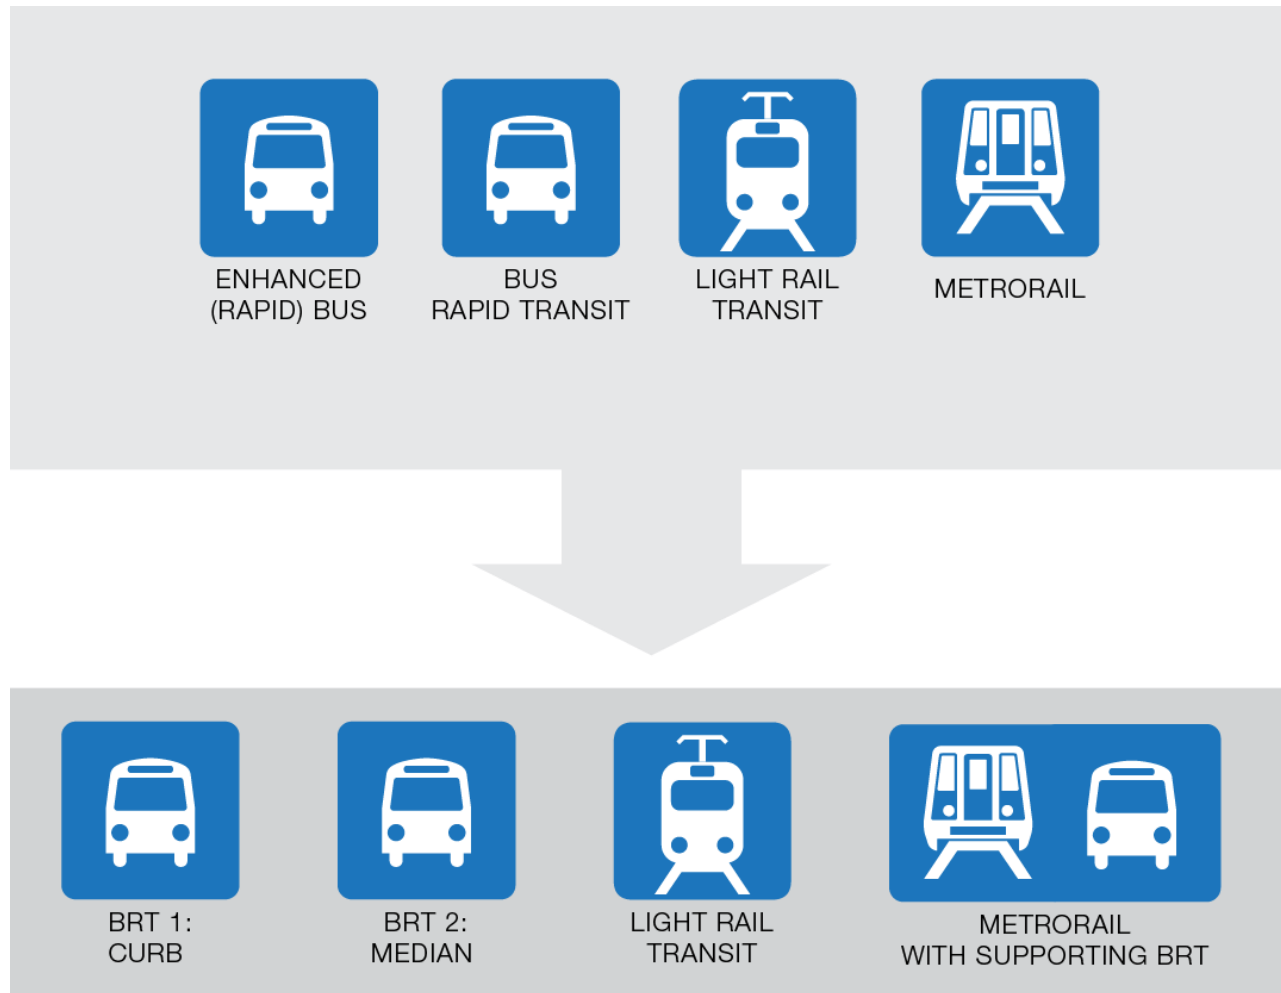 ENHANCED
(RAPID) BUS
BUS
RAPID TRANSIT
LIGHT RAIL
TRANSIT
METRORAIL
BRT 1:
CURB
BRT 2:
MEDIAN
LIGHT RAIL
TRANSIT
METRORAIL
WITH SUPPORTING BRT